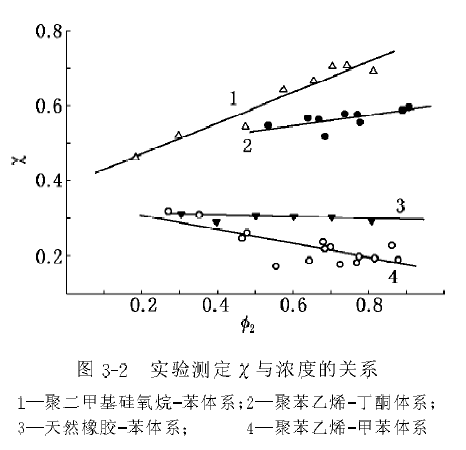 0.8
0.6
0.4
0.2
χ
1
2
3
4
0.2 0.4 0.6 0.8
ϕ₂
图 3-2 实验测定 χ 与浓度的关系
1—聚二甲基硅氧烷-苯体系;2—聚苯乙烯-丁酮体系;
3—天然橡胶-苯体系; 4—聚苯乙烯-甲苯体系